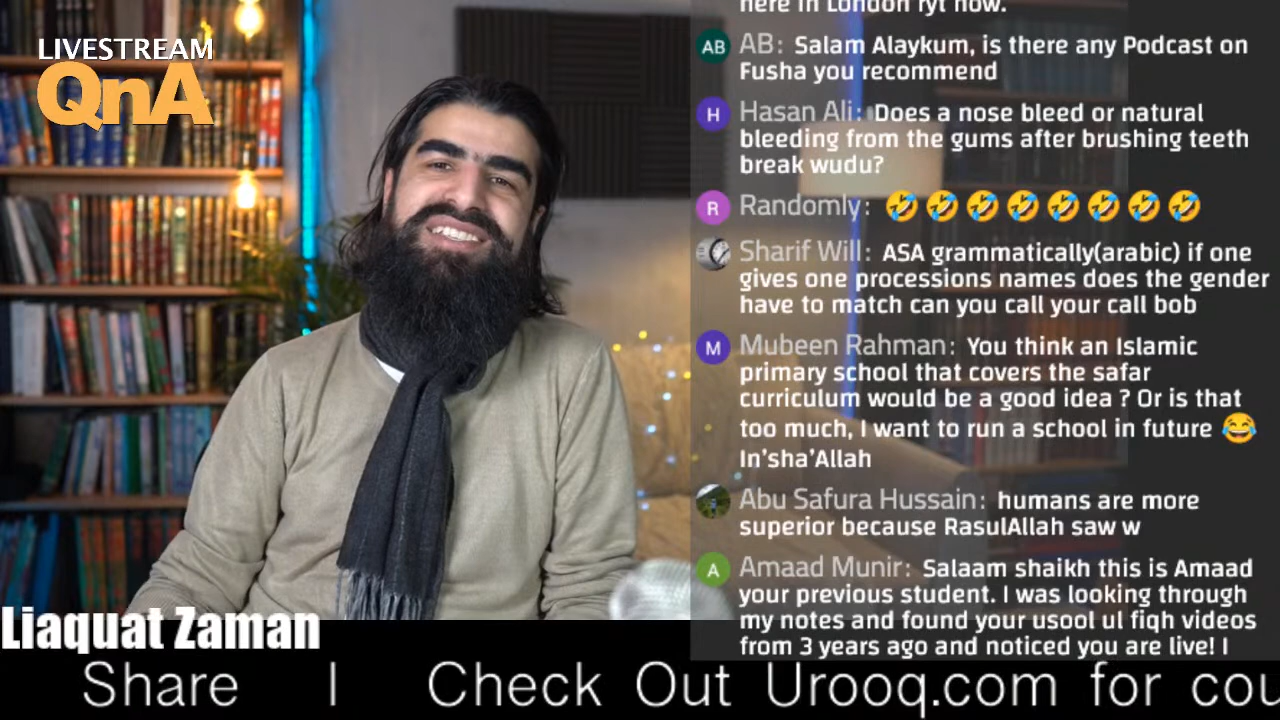 LIVESTREAM
QnA
here in London ryt now.
AB: Salam Alaykum, is there any Podcast on
Fusha you recommend
H Hasan Ali: Does a nose bleed or natural
bleeding from the gums after brushing teeth
break wudu?
R Randomly: 🤣🤣🤣🤣🤣🤣🤣🤣
Sharif Will: ASA grammatically(arabic) if one
gives one processions names does the gender
have to match can you call your call bob
M Mubeen Rahman: You think an Islamic
primary school that covers the safar
curriculum would be a good idea ? Or is that
too much, I want to run a school in future 😂
In'sha'Allah
Abu Safura Hussain: humans are more
superior because RasulAllah saw w
A Amaad Munir: Salaam shaikh this is Amaad
your previous student. I was looking through
my notes and found your usool ul fiqh videos
from 3 years ago and noticed you are live! I
Liaquat Zaman
Share | Check Out Urooq.com for cou